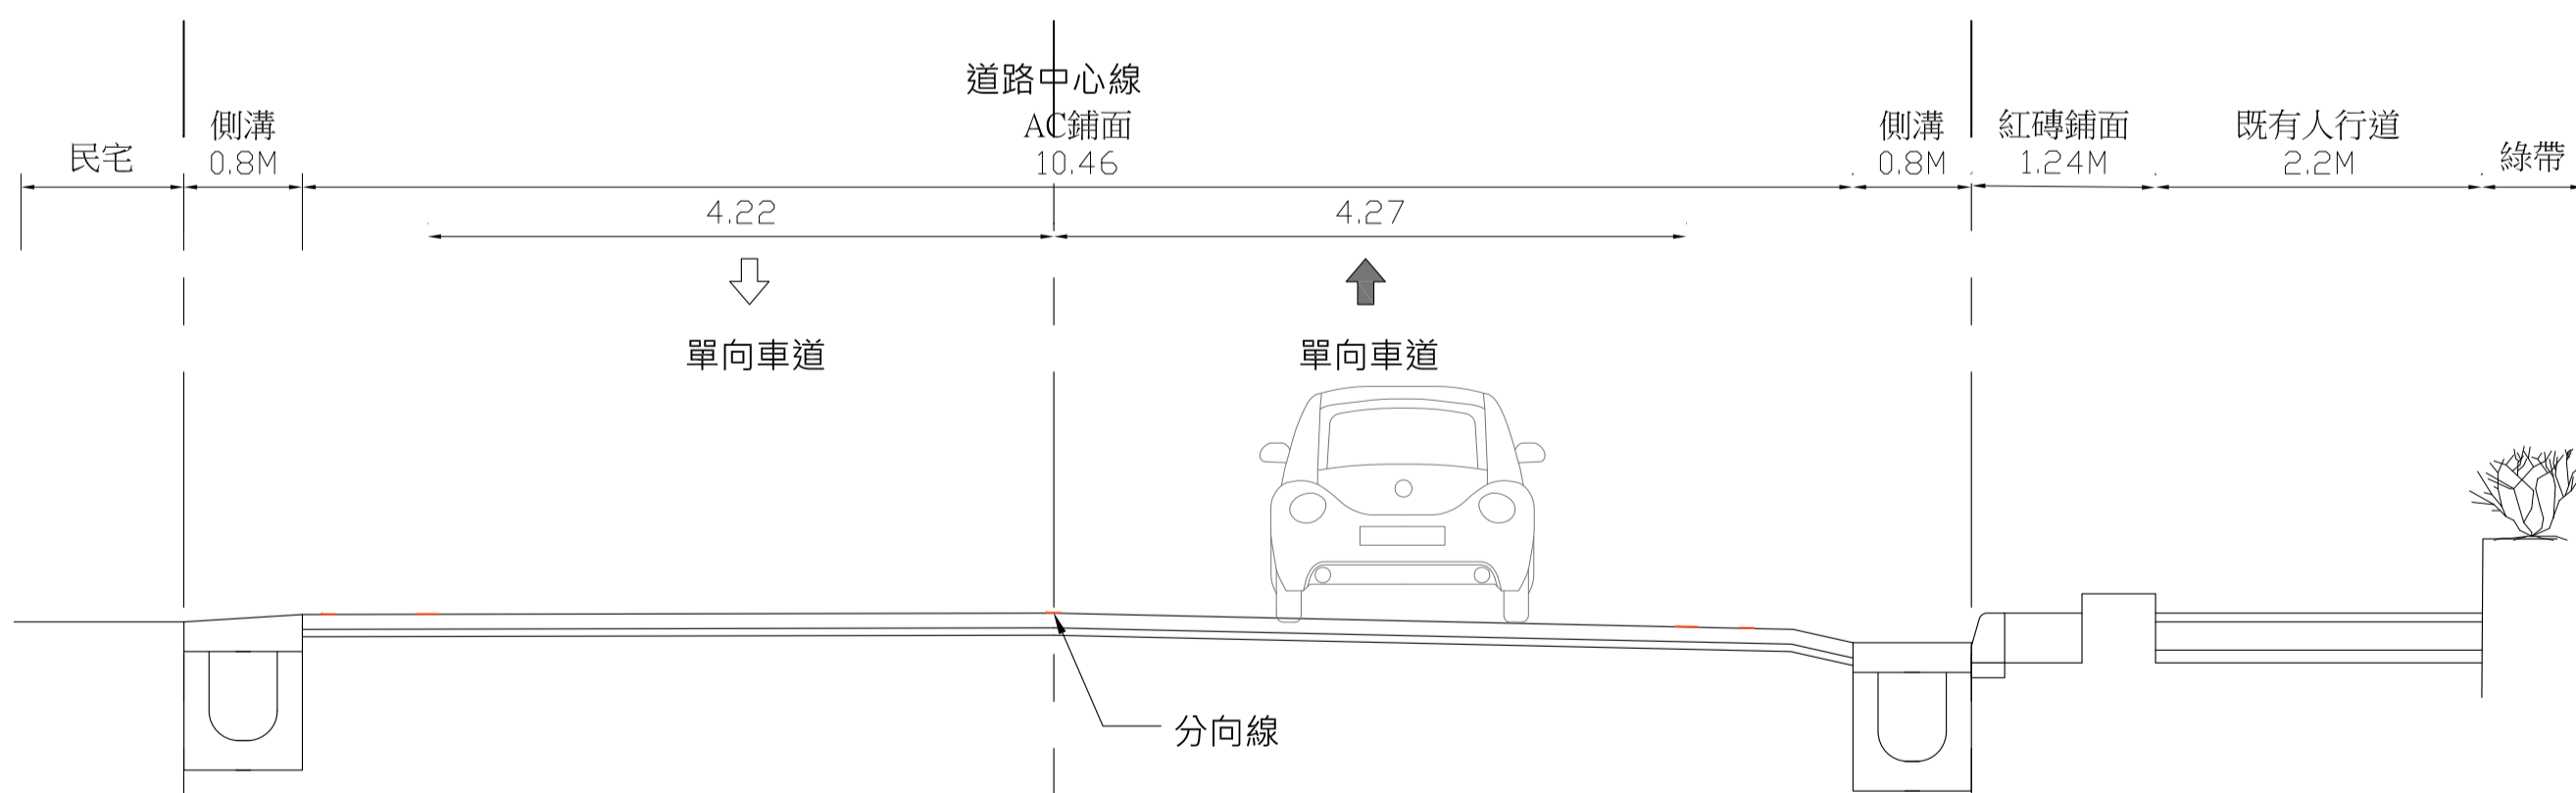 道路中心線
民宅
側溝
0.8M
AC鋪面
10.46
側溝
0.8M
紅磚鋪面
1.24M
既有人行道
2.2M
綠帶
4.22
4.27
單向車道
單向車道
分向線